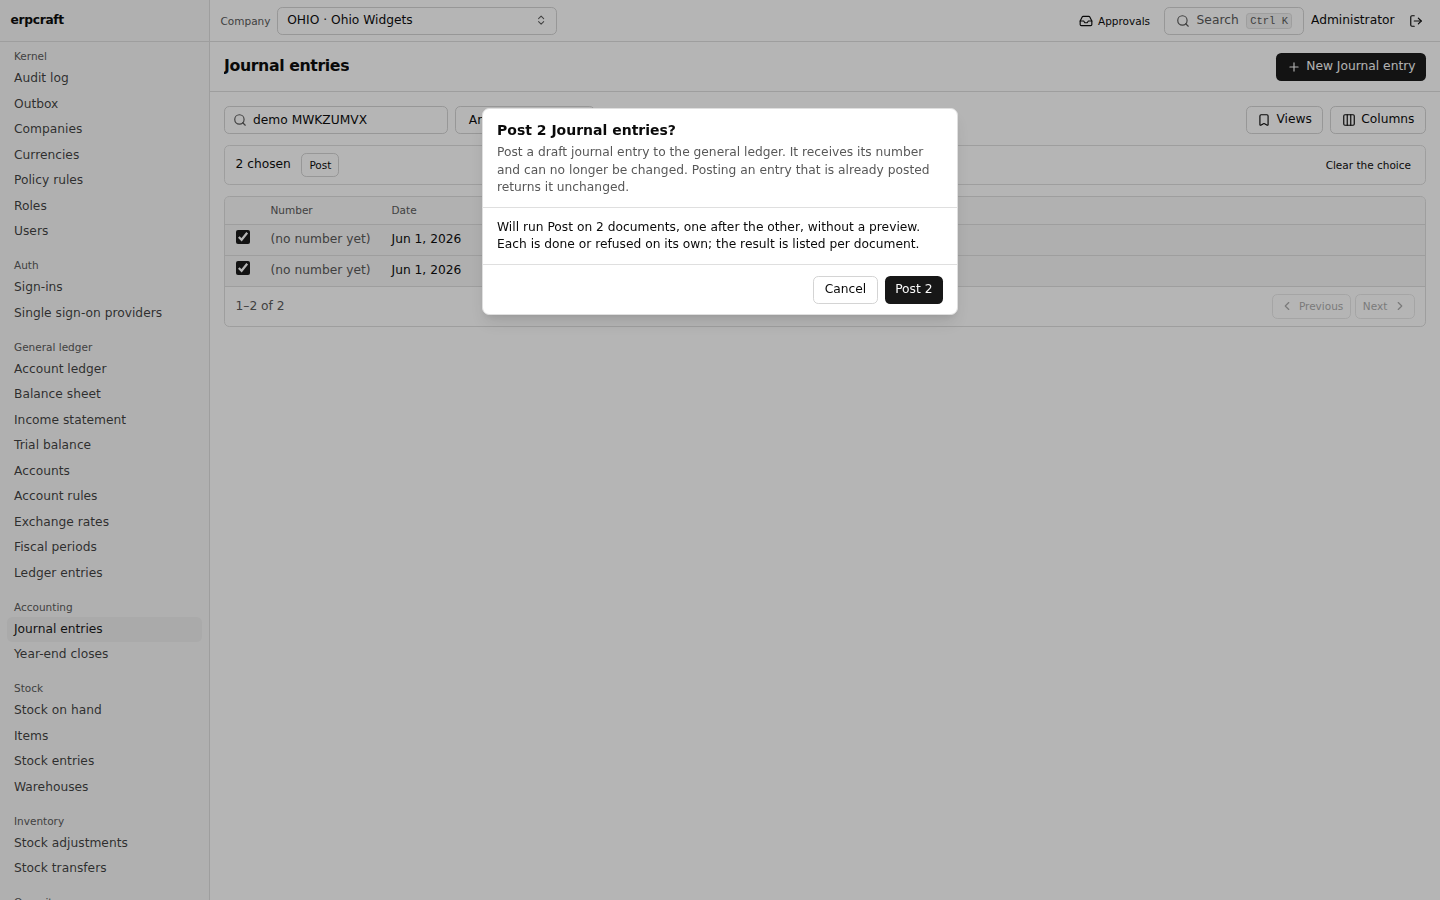 erpcraft
Company
OHIO · Ohio Widgets
Approvals
Search
Ctrl K
Administrator
Kernel
Audit log
Outbox
Companies
Currencies
Policy rules
Roles
Users
Auth
Sign-ins
Single sign-on providers
General ledger
Account ledger
Balance sheet
Income statement
Trial balance
Accounts
Account rules
Exchange rates
Fiscal periods
Ledger entries
Accounting
Journal entries
Year-end closes
Stock
Stock on hand
Items
Stock entries
Warehouses
Inventory
Stock adjustments
Stock transfers
Journal entries
New Journal entry
demo MWKZUMVX
Views
Columns
2 chosen
Post
Clear the choice
Number
Date
(no number yet)
Jun 1, 2026
(no number yet)
Jun 1, 2026
1–2 of 2
Previous
Next
Post 2 Journal entries?
Post a draft journal entry to the general ledger. It receives its number
and can no longer be changed. Posting an entry that is already posted
returns it unchanged.
Will run Post on 2 documents, one after the other, without a preview.
Each is done or refused on its own; the result is listed per document.
Cancel
Post 2